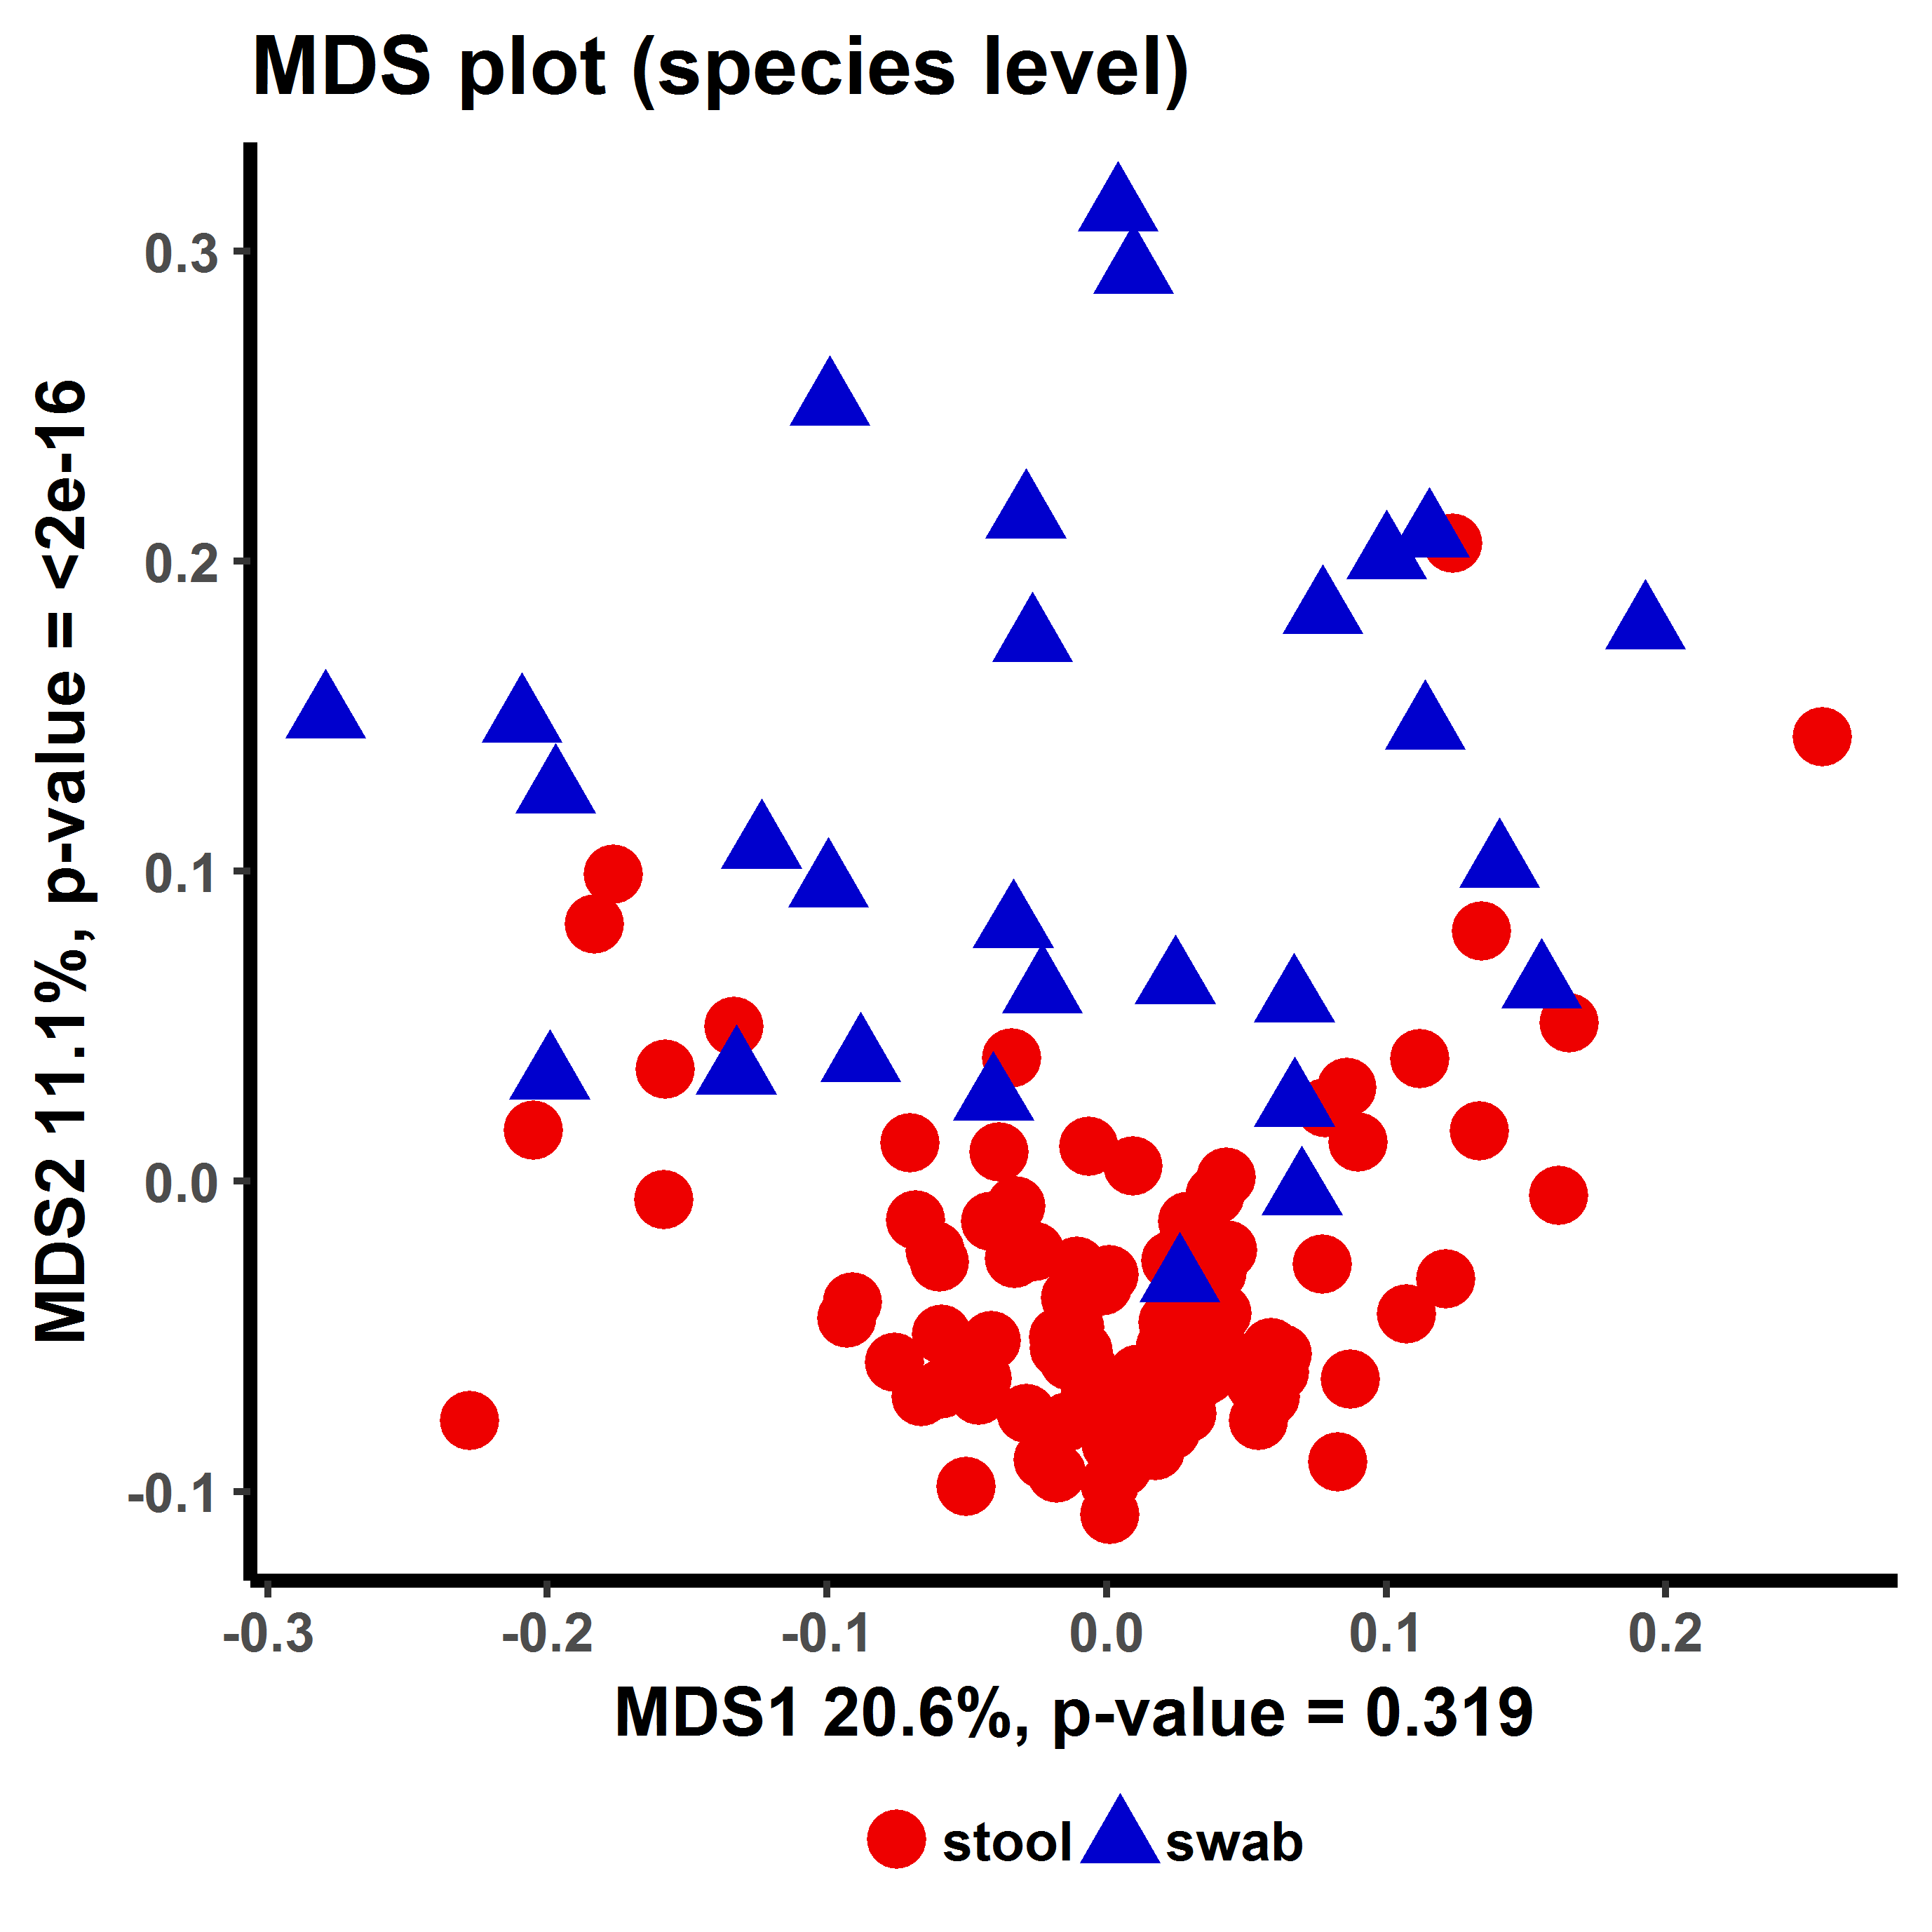 MDS plot (species level)
MDS2 11.1%, p-value = <2e-16
0.3
0.2
0.1
0.0
-0.1
-0.3 -0.2 -0.1 0.0 0.1 0.2
MDS1 20.6%, p-value = 0.319
stool swab